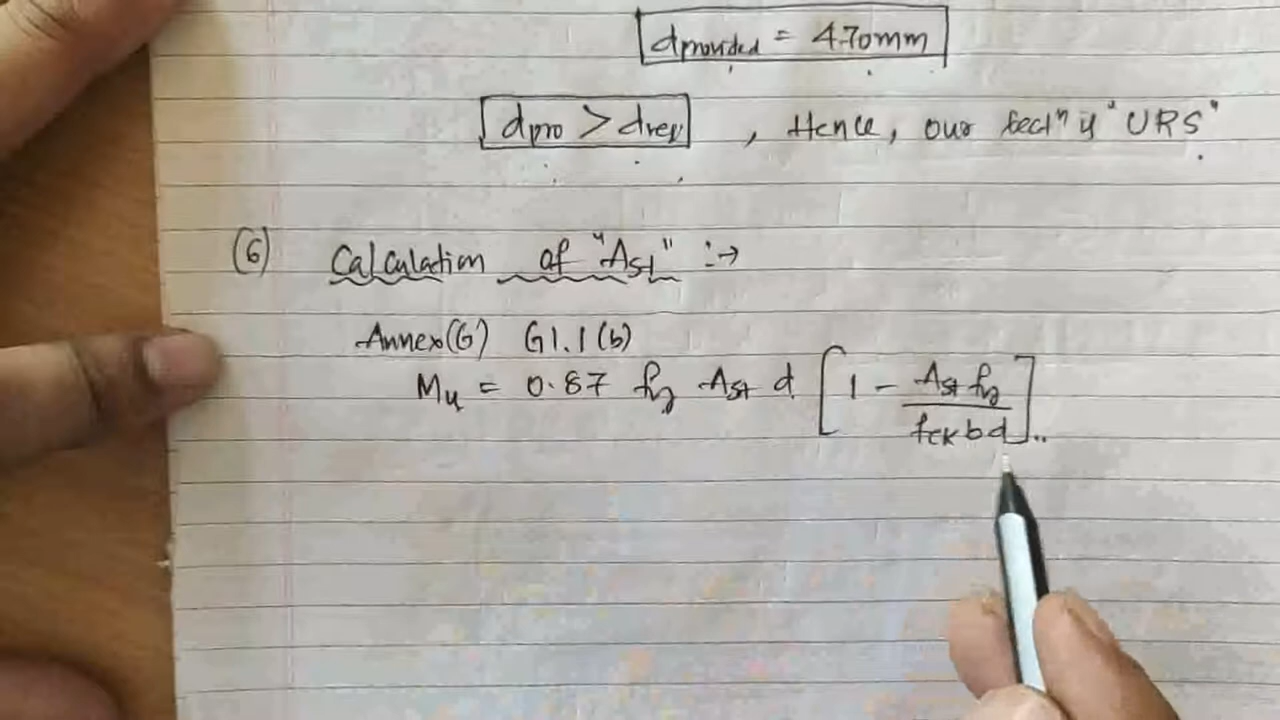 dprovided = 470mm
dpro > dreq , Hence, our sectⁿ is "URS"
(6) Calculation of "Ast" :→
Annex(G) G1.1(b)
Mu = 0.87 fy Ast d [1 - Ast fy / fck bd]..